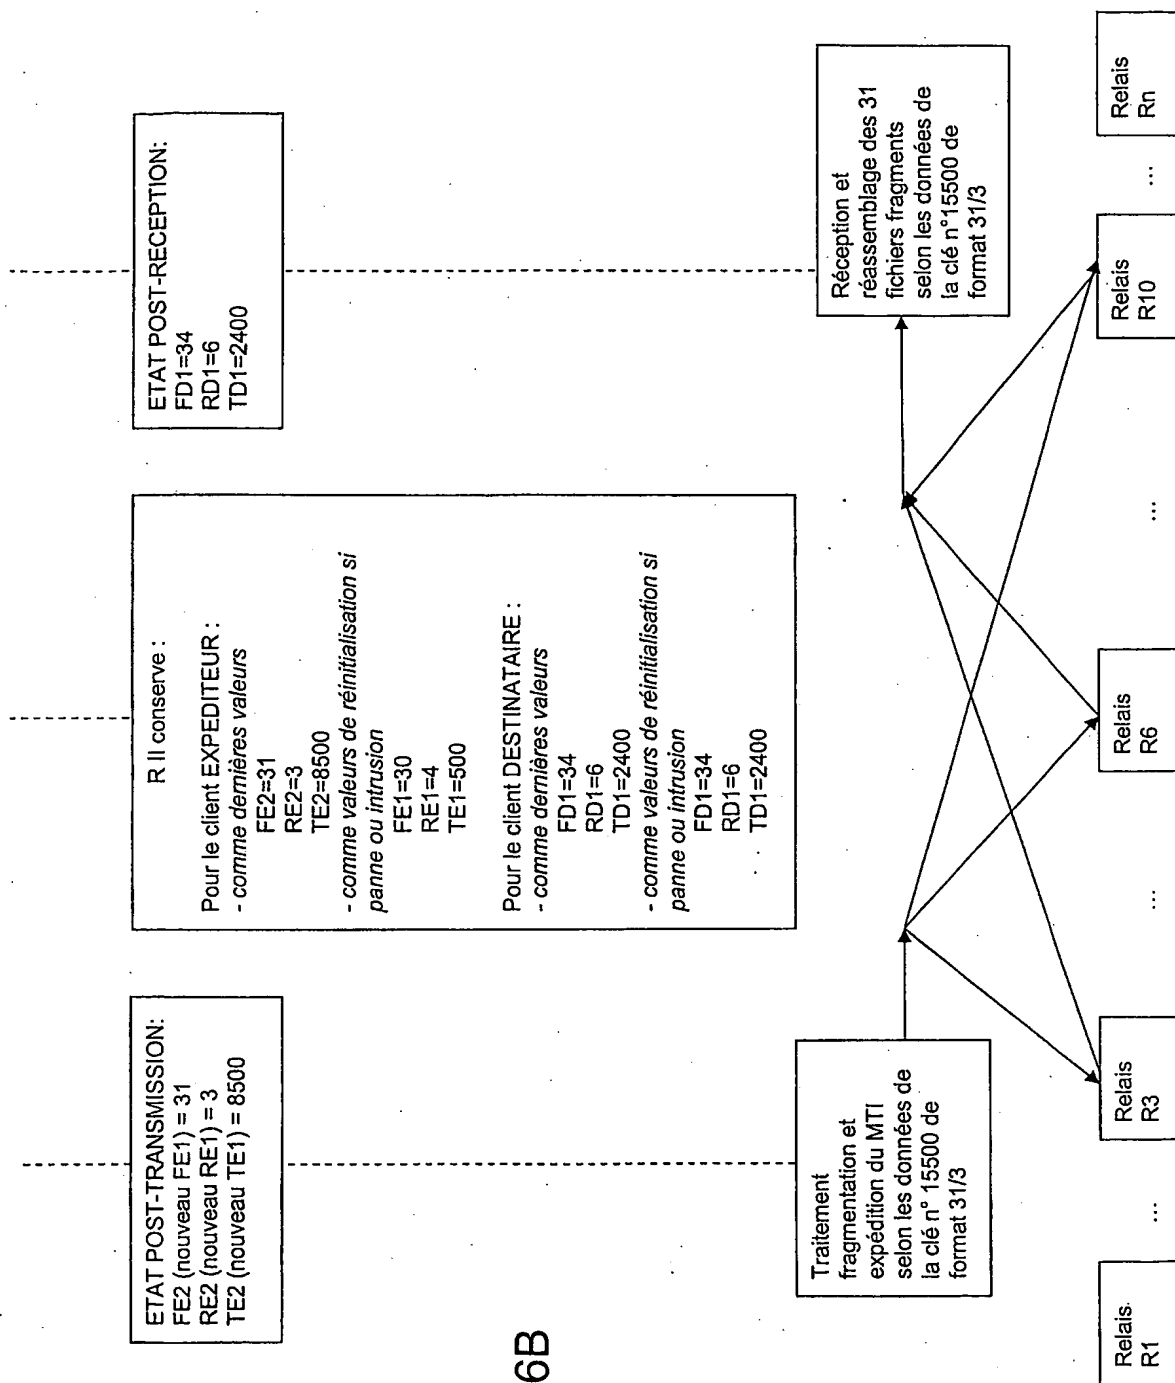 ETAT POST-TRANSMISSION:
FE2 (nouveau FE1) = 31
RE2 (nouveau RE1) = 3
TE2 (nouveau TE1) = 8500
R II conserve :
Pour le client EXPEDITEUR :
- comme dernières valeurs
FE2=31
RE2=3
TE2=8500
- comme valeurs de réinitialisation si
panne ou intrusion
FE1=30
RE1=4
TE1=500
Pour le client DESTINATAIRE :
- comme dernières valeurs
FD1=34
RD1=6
TD1=2400
- comme valeurs de réinitialisation si
panne ou intrusion
FD1=34
RD1=6
TD1=2400
ETAT POST-RECEPTION:
FD1=34
RD1=6
TD1=2400
6B
Traitement
fragmentation et
expédition du MTI
selon les données de
la clé n° 15500 de
format 31/3
Réception et
réassemblage des 31
fichiers fragments
selon les données de
la clé n°15500 de
format 31/3
Relais
R1
...
Relais
R3
...
Relais
R6
...
Relais
R10
...
Relais
Rn